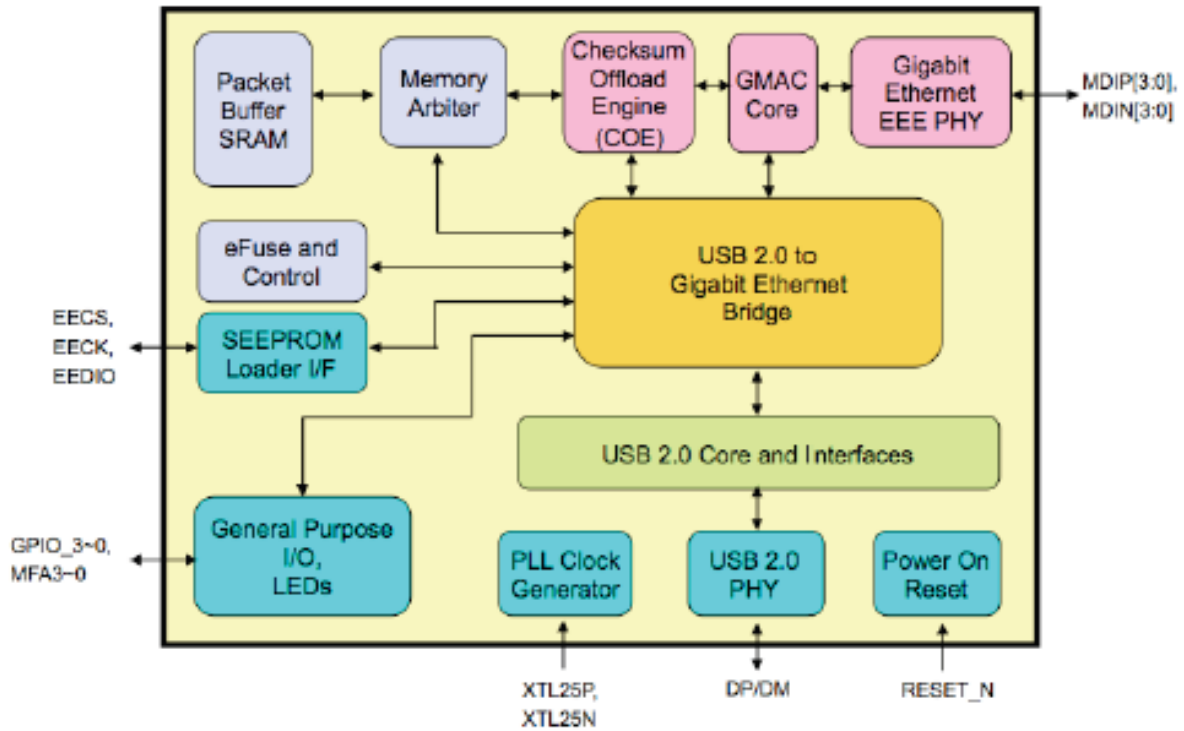 Packet
Buffer
SRAM
Memory
Arbiter
Checksum
Offload
Engine
(COE)
GMAC
Core
Gigabit
Ethernet
EEE PHY
MDIP[3:0],
MDIN[3:0]
eFuse and
Control
USB 2.0 to
Gigabit Ethernet
Bridge
EECS,
EECK,
EEDIO
SEEPROM
Loader I/F
USB 2.0 Core and Interfaces
GPIO_3~0,
MFA3~0
General Purpose
I/O,
LEDs
PLL Clock
Generator
USB 2.0
PHY
Power On
Reset
XTL25P,
XTL25N
DP/DM
RESET_N